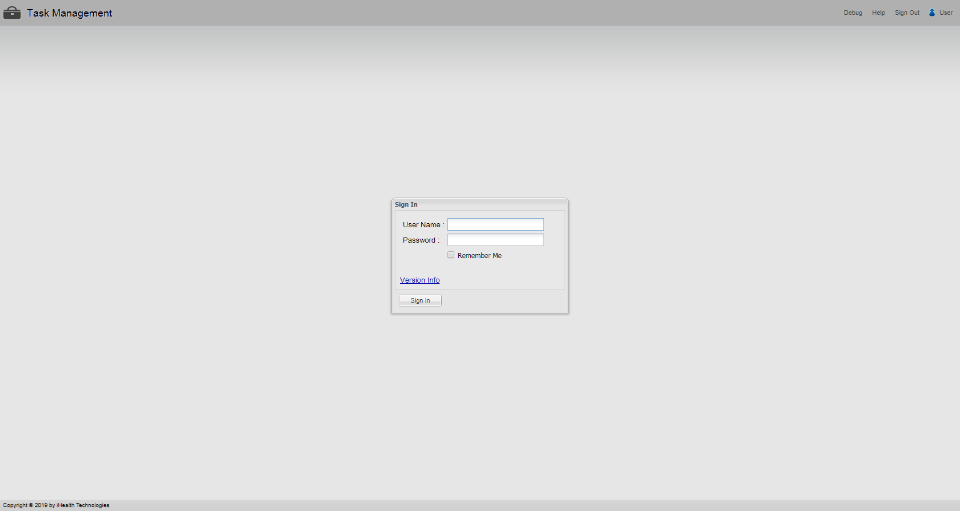 Task Management
Debug Help Sign Out User
Sign In
User Name :
Password :
Remember Me
Version Info
Sign In
Copyright © 2019 by iHealth Technologies